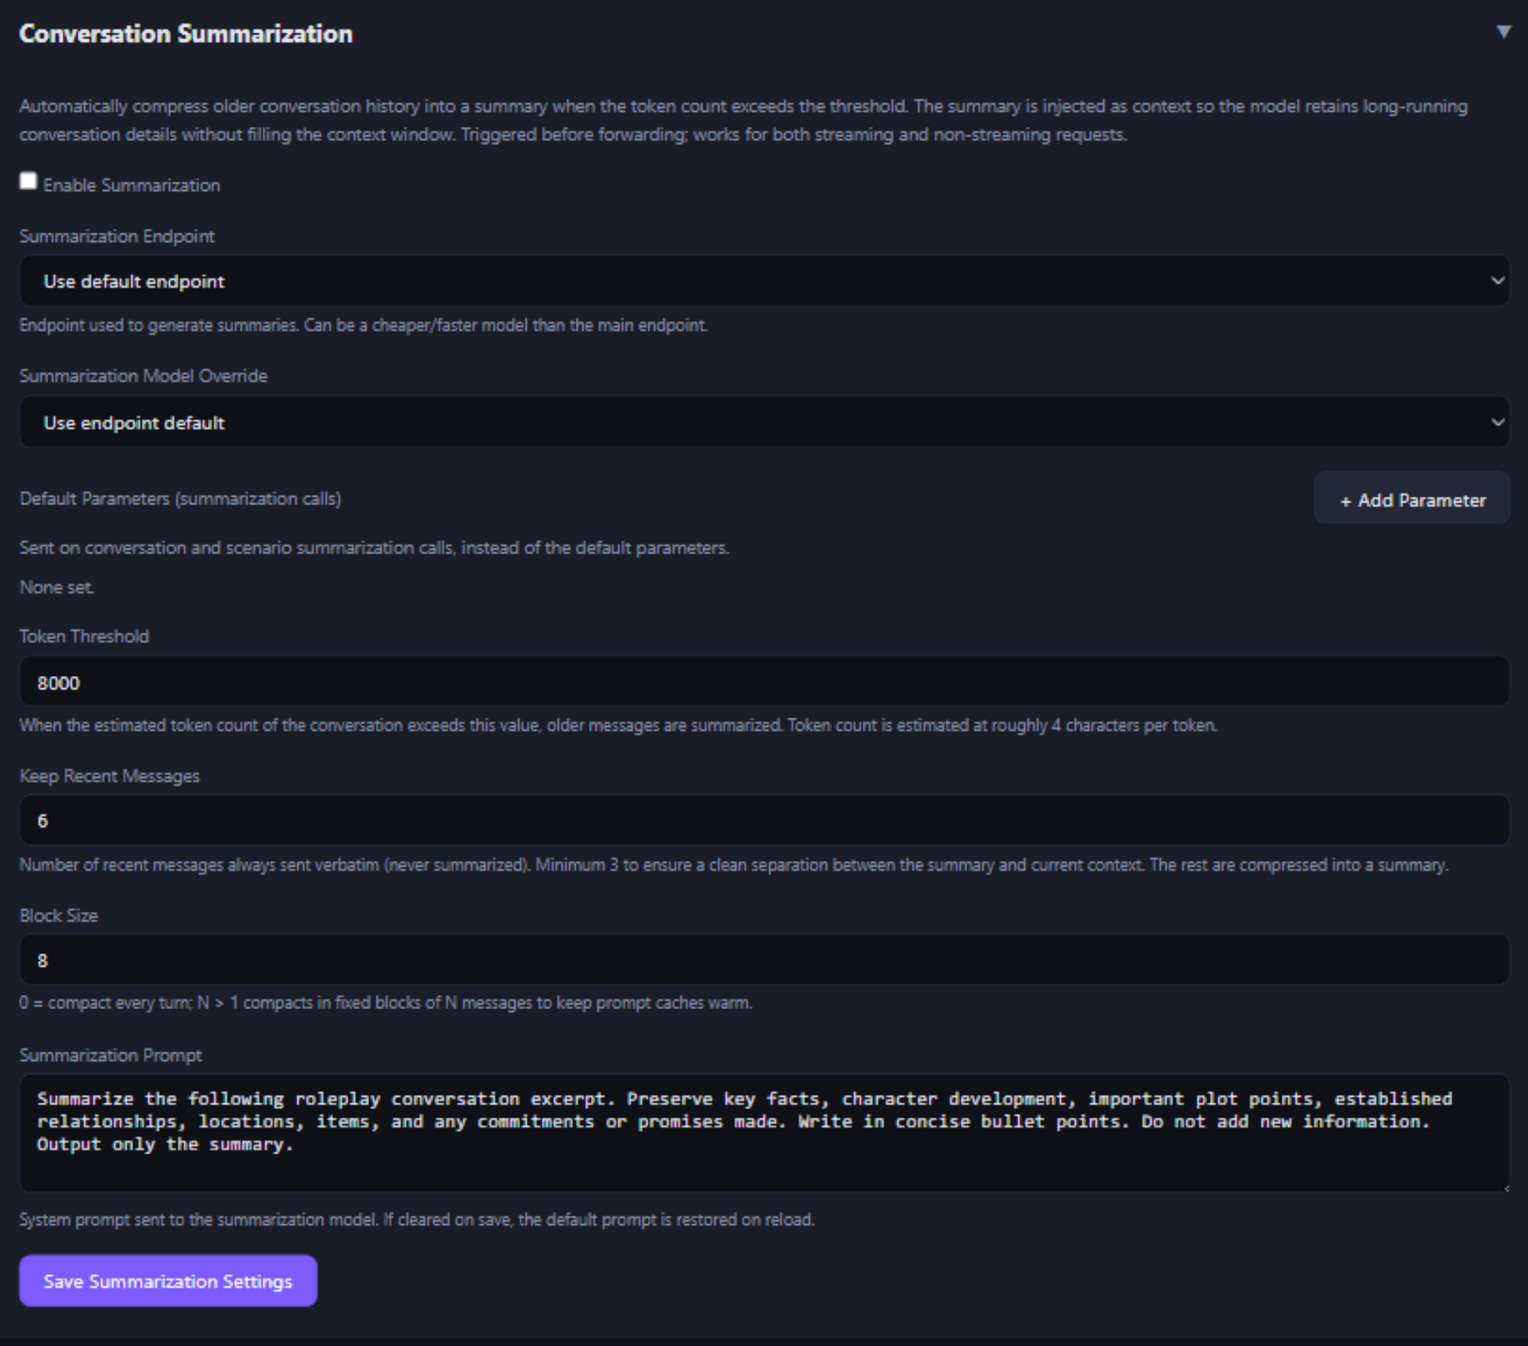 Conversation Summarization
Automatically compress older conversation history into a summary when the token count exceeds the threshold. The summary is injected as context so the model retains long-running
conversation details without filling the context window. Triggered before forwarding; works for both streaming and non-streaming requests.
Enable Summarization
Summarization Endpoint
Use default endpoint
Endpoint used to generate summaries. Can be a cheaper/faster model than the main endpoint.
Summarization Model Override
Use endpoint default
Default Parameters (summarization calls)
+ Add Parameter
Sent on conversation and scenario summarization calls, instead of the default parameters.
None set.
Token Threshold
8000
When the estimated token count of the conversation exceeds this value, older messages are summarized. Token count is estimated at roughly 4 characters per token.
Keep Recent Messages
6
Number of recent messages always sent verbatim (never summarized). Minimum 3 to ensure a clean separation between the summary and current context. The rest are compressed into a summary.
Block Size
8
0 = compact every turn; N > 1 compacts in fixed blocks of N messages to keep prompt caches warm.
Summarization Prompt
Summarize the following roleplay conversation excerpt. Preserve key facts, character development, important plot points, established
relationships, locations, items, and any commitments or promises made. Write in concise bullet points. Do not add new information.
Output only the summary.
System prompt sent to the summarization model. If cleared on save, the default prompt is restored on reload.
Save Summarization Settings